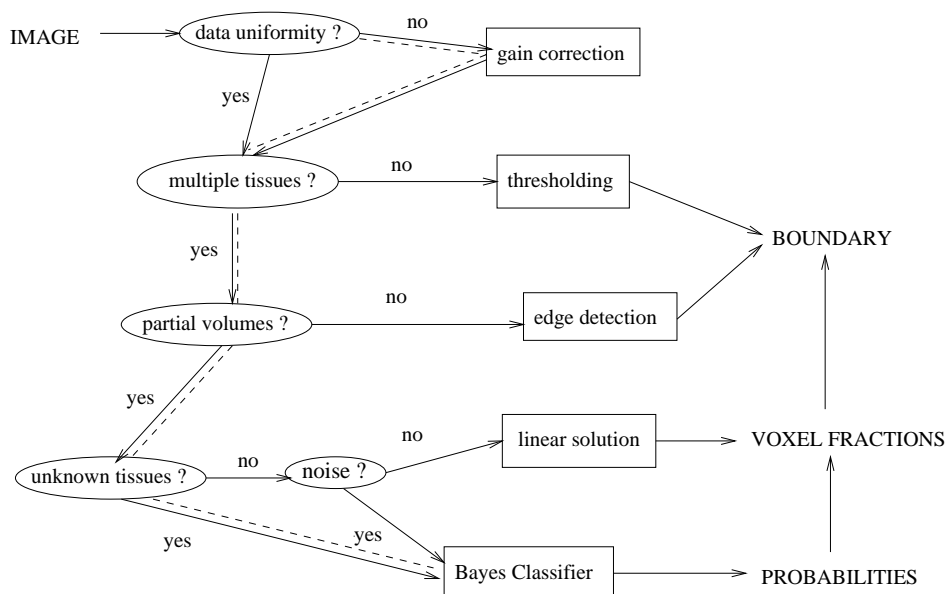 IMAGE
data uniformity ?
no
gain correction
yes
multiple tissues ?
no
thresholding
BOUNDARY
yes
partial volumes ?
no
edge detection
yes
unknown tissues ?
no
noise ?
no
linear solution
VOXEL FRACTIONS
yes
yes
Bayes Classifier
PROBABILITIES